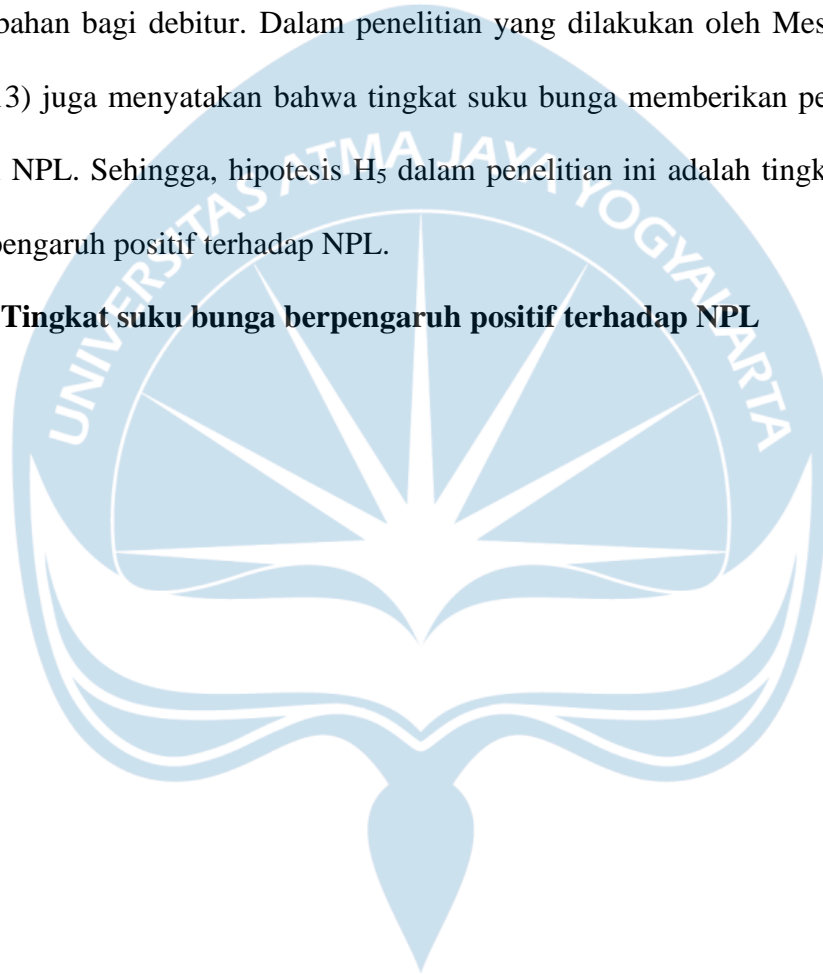 bahan bagi debitur. Dalam penelitian yang dilakukan oleh Mes
13) juga menyatakan bahwa tingkat suku bunga memberikan pe
NPL. Sehingga, hipotesis H₅ dalam penelitian ini adalah tingk
pengaruh positif terhadap NPL.
Tingkat suku bunga berpengaruh positif terhadap NPL
UNIVERSITAS ATMA JAYA YOGYAKARTA